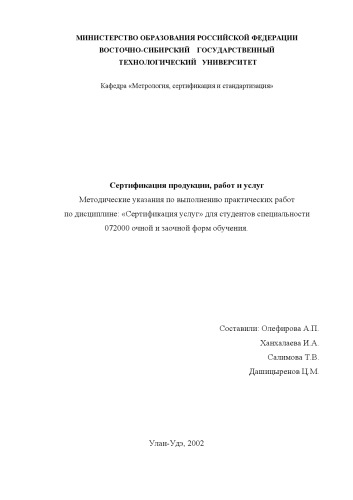 МИНИСТЕРСТВО ОБРАЗОВАНИЯ РОССИЙСКОЙ ФЕДЕРАЦИИ
ВОСТОЧНО-СИБИРСКИЙ ГОСУДАРСТВЕННЫЙ
ТЕХНОЛОГИЧЕСКИЙ УНИВЕРСИТЕТ
Кафедра «Метрология, сертификация и стандартизация»
Сертификация продукции, работ и услуг
Методические указания по выполнению практических работ
по дисциплине: «Сертификация услуг» для студентов специальности
072000 очной и заочной форм обучения.
Составили: Олефирова А.П.
Ханхалаева И.А.
Салимова Т.В.
Дашицыренов Ц.М.
Улан-Удэ, 2002